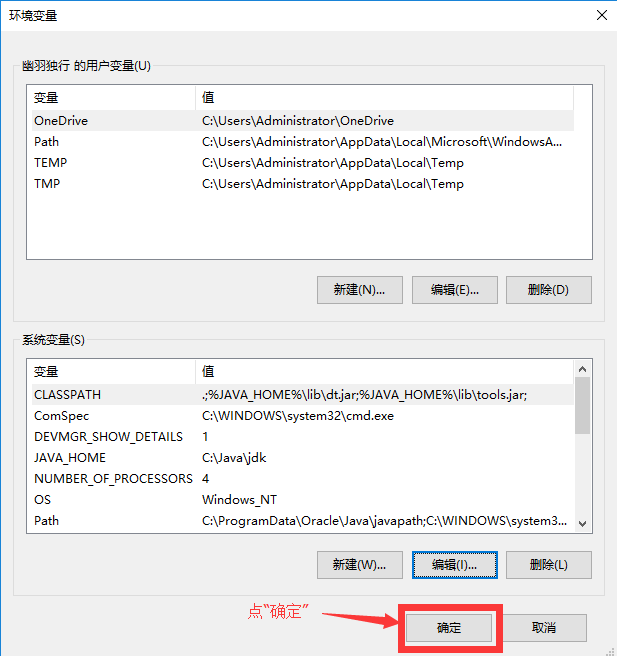 环境变量
幽羽独行 的用户变量(U)
变量 值
OneDrive C:\Users\Administrator\OneDrive
Path C:\Users\Administrator\AppData\Local\Microsoft\WindowsA...
TEMP C:\Users\Administrator\AppData\Local\Temp
TMP C:\Users\Administrator\AppData\Local\Temp
新建(N)... 编辑(E)... 删除(D)
系统变量(S)
变量 值
CLASSPATH .;%JAVA_HOME%\lib\dt.jar;%JAVA_HOME%\lib\tools.jar;
ComSpec C:\WINDOWS\system32\cmd.exe
DEVMGR_SHOW_DETAILS 1
JAVA_HOME C:\Java\jdk
NUMBER_OF_PROCESSORS 4
OS Windows_NT
Path C:\ProgramData\Oracle\Java\javapath;C:\WINDOWS\system3...
新建(W)... 编辑(I)... 删除(L)
点“确定”
确定 取消